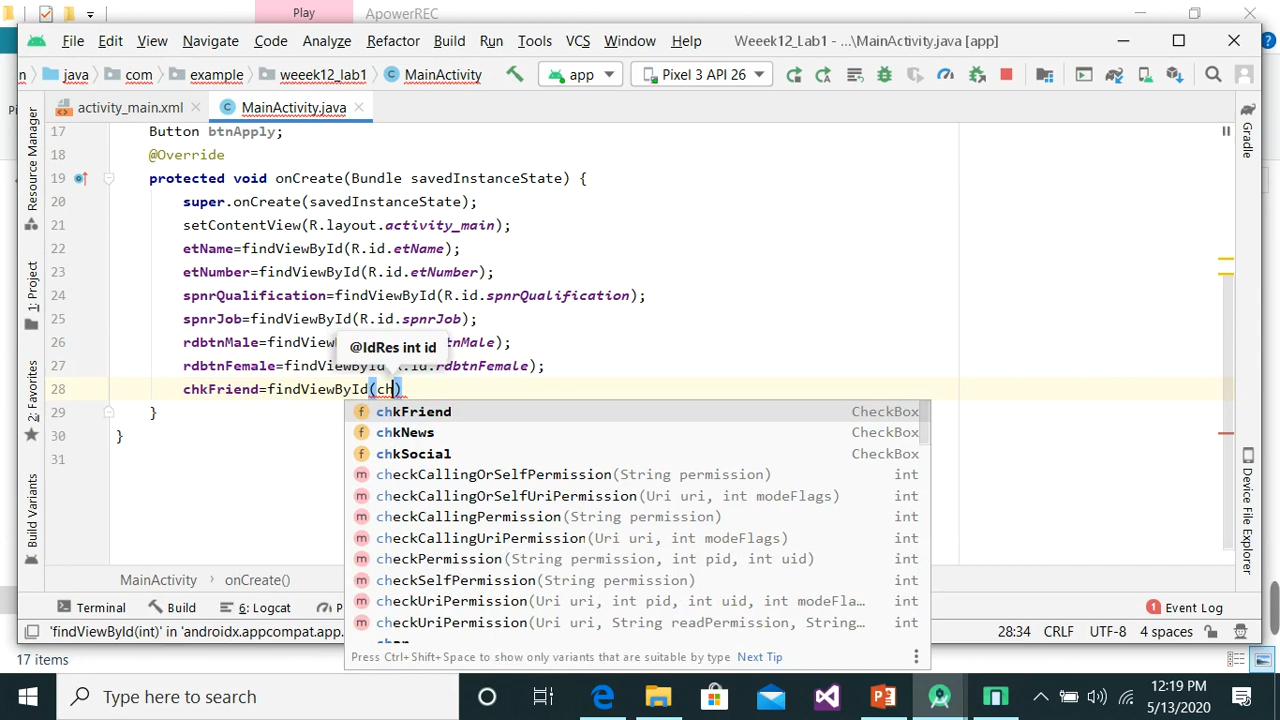 Play
ApowerREC
File Edit View Navigate Code Analyze Refactor Build Run Tools VCS Window Help Weeek12_Lab1 - ...\MainActivity.java [app]
n java com example weeek12_lab1 MainActivity app Pixel 3 API 26
activity_main.xml MainActivity.java
Resource Manager
1: Project
2: Favorites
Build Variants
Gradle
Device File Explorer
17 Button btnApply;
18 @Override
19 protected void onCreate(Bundle savedInstanceState) {
20 super.onCreate(savedInstanceState);
21 setContentView(R.layout.activity_main);
22 etName=findViewById(R.id.etName);
23 etNumber=findViewById(R.id.etNumber);
24 spnrQualification=findViewById(R.id.spnrQualification);
25 spnrJob=findViewById(R.id.spnrJob);
@IdRes int id
26 rdbtnMale=findView tnMale);
27 rdbtnFemale=findViewById(R.id.rdbtnFemale);
28 chkFriend=findViewById(ch)
29 }
30 }
31
chkFriend CheckBox
chkNews CheckBox
chkSocial CheckBox
checkCallingOrSelfPermission(String permission) int
checkCallingOrSelfUriPermission(Uri uri, int modeFlags) int
checkCallingPermission(String permission) int
checkCallingUriPermission(Uri uri, int modeFlags) int
checkPermission(String permission, int pid, int uid) int
checkSelfPermission(String permission) int
checkUriPermission(Uri uri, int pid, int uid, int modeFla... int
checkUriPermission(Uri uri, String readPermission, String... int
Press Ctrl+Shift+Space to show only variants that are suitable by type Next Tip
MainActivity onCreate()
Terminal Build 6: Logcat P 1 Event Log
'findViewById(int)' in 'androidx.appcompat.app. 28:34 CRLF UTF-8 4 spaces
17 items
Type here to search
12:19 PM
5/13/2020